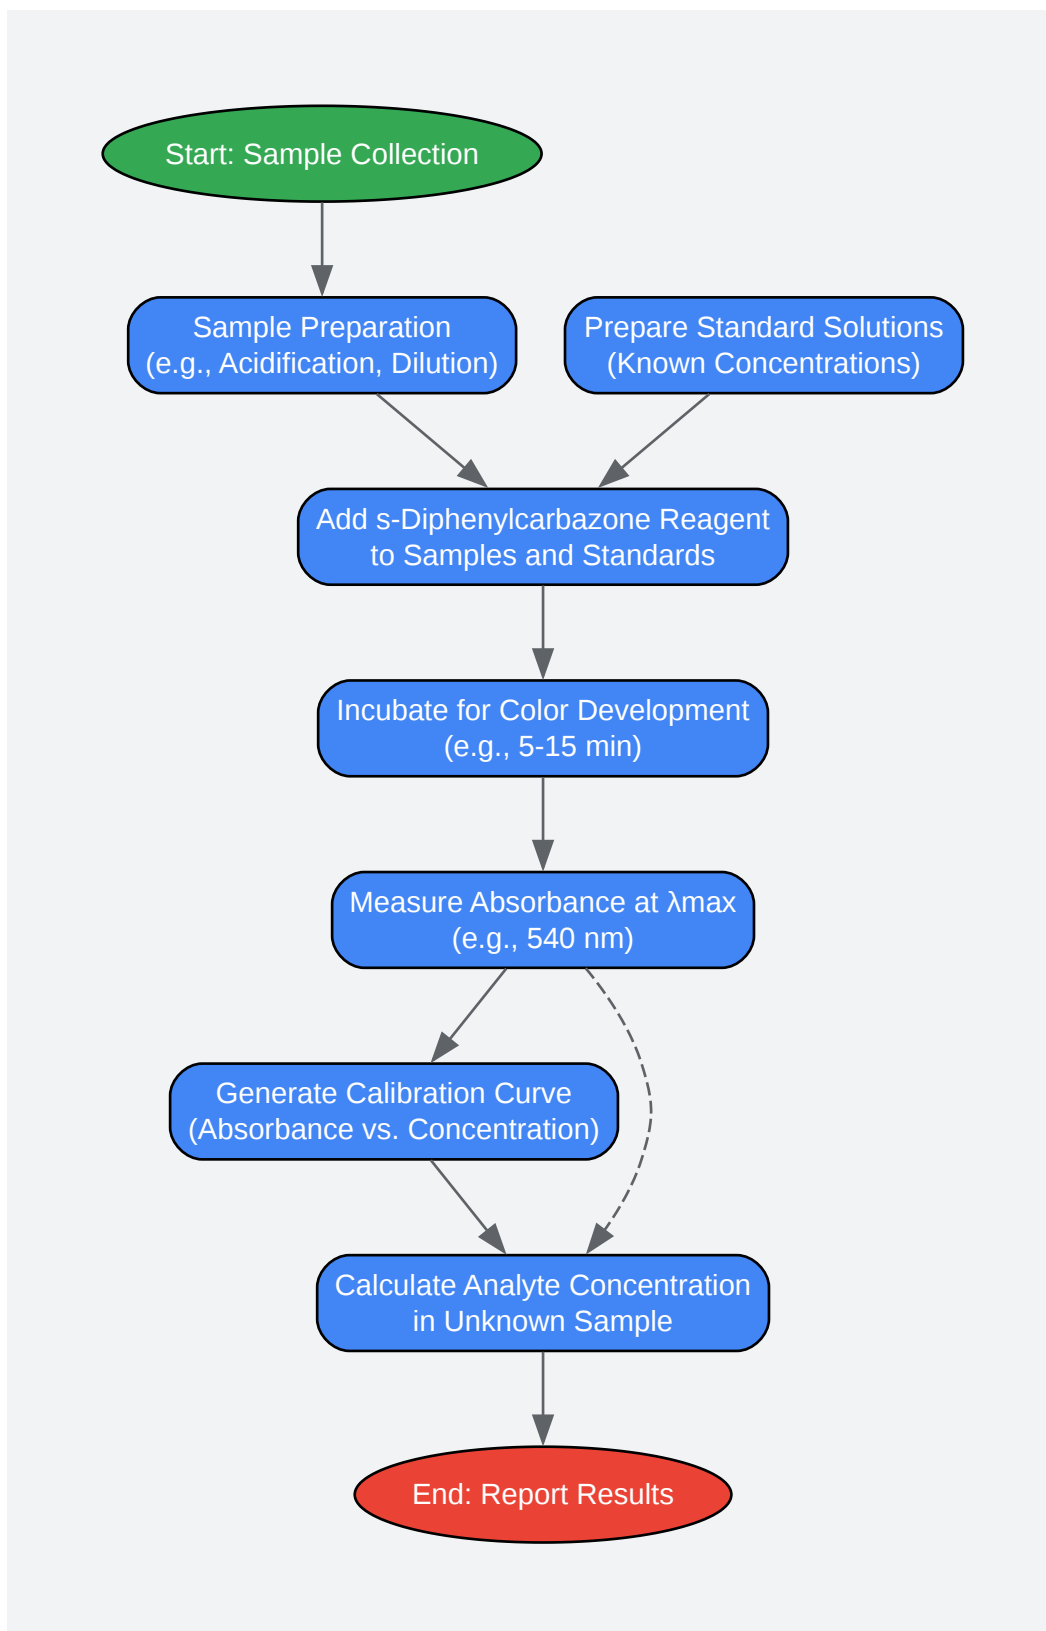 Start: Sample Collection
Sample Preparation
(e.g., Acidification, Dilution)
Prepare Standard Solutions
(Known Concentrations)
Add s-Diphenylcarbazone Reagent
to Samples and Standards
Incubate for Color Development
(e.g., 5-15 min)
Measure Absorbance at λmax
(e.g., 540 nm)
Generate Calibration Curve
(Absorbance vs. Concentration)
Calculate Analyte Concentration
in Unknown Sample
End: Report Results